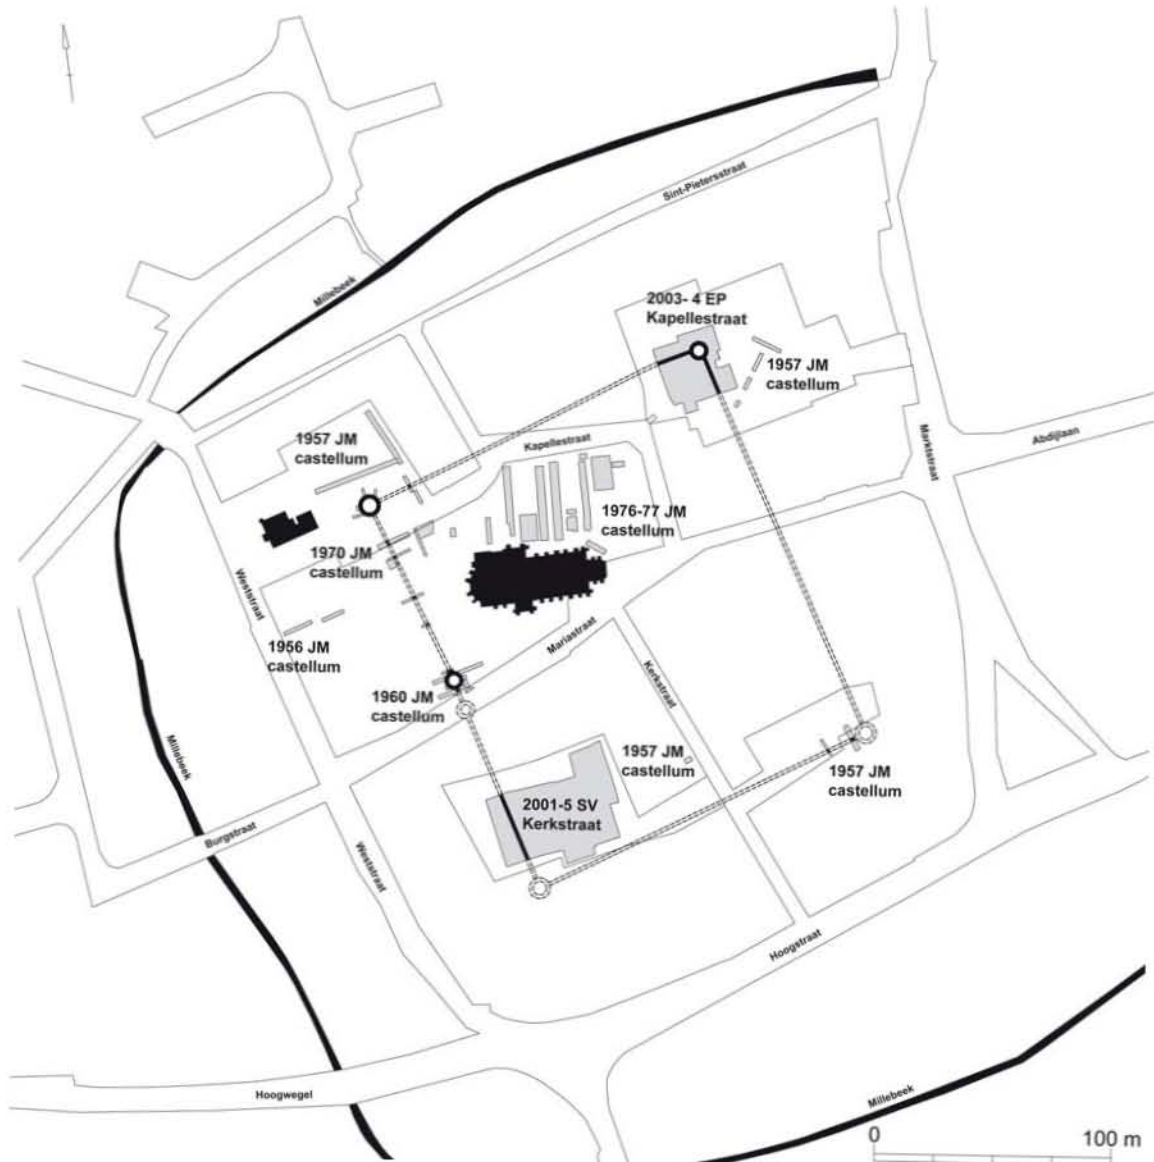 Sint-Pietersstraat
Millebeek
2003- 4 EP
Kapellestraat
1957 JM
castellum
1957 JM
castellum
Kapellestraat
Marktstraat
Abdijlaan
1976-77 JM
castellum
1970 JM
castellum
Weststraat
1956 JM
castellum
Mariastraat
Kerkstraat
1960 JM
castellum
Millebeek
1957 JM
castellum
1957 JM
castellum
2001-5 SV
Kerkstraat
Burgstraat
Weststraat
Hoogstraat
Hoogwegel
Millebeek
0
100 m